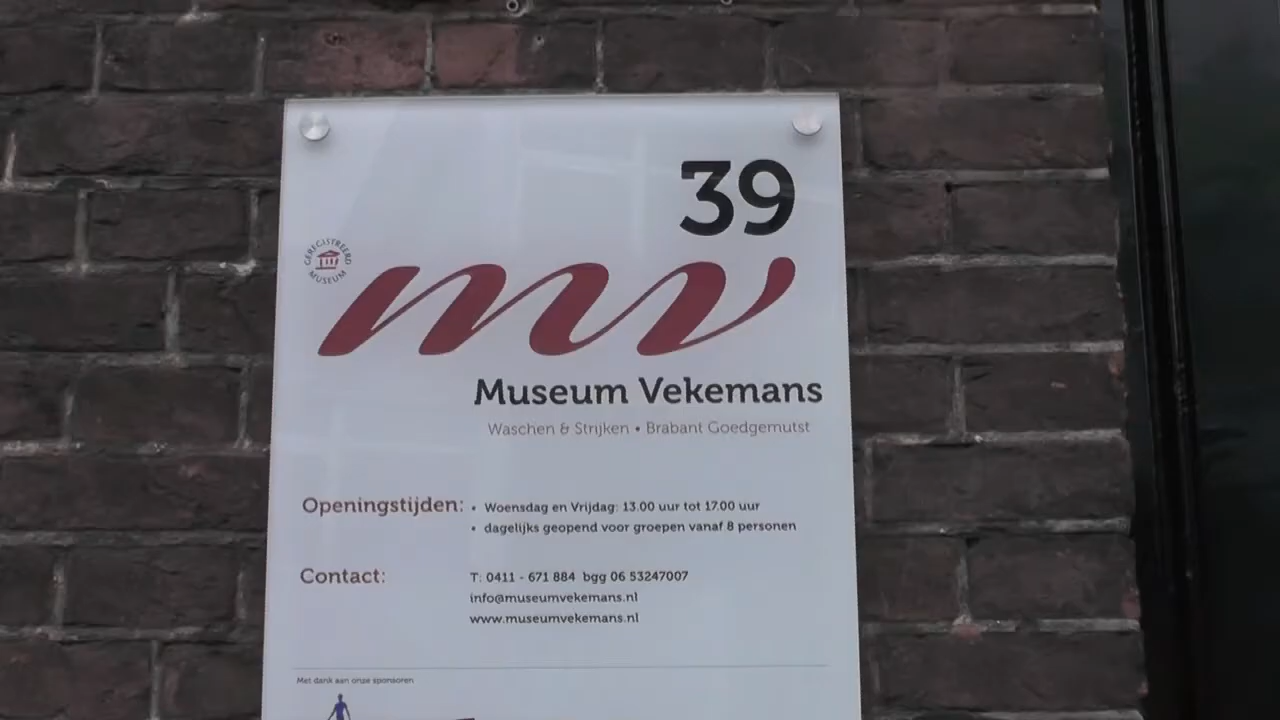 39
GEREGISTREERD
MUSEUM
mv
Museum Vekemans
Waschen & Strijken • Brabant Goedgemutst
Openingstijden: • Woensdag en Vrijdag: 13.00 uur tot 17.00 uur
• dagelijks geopend voor groepen vanaf 8 personen
Contact: T: 0411 - 671 884 bgg 06 53247007
info@museumvekemans.nl
www.museumvekemans.nl
Met dank aan onze sponsoren